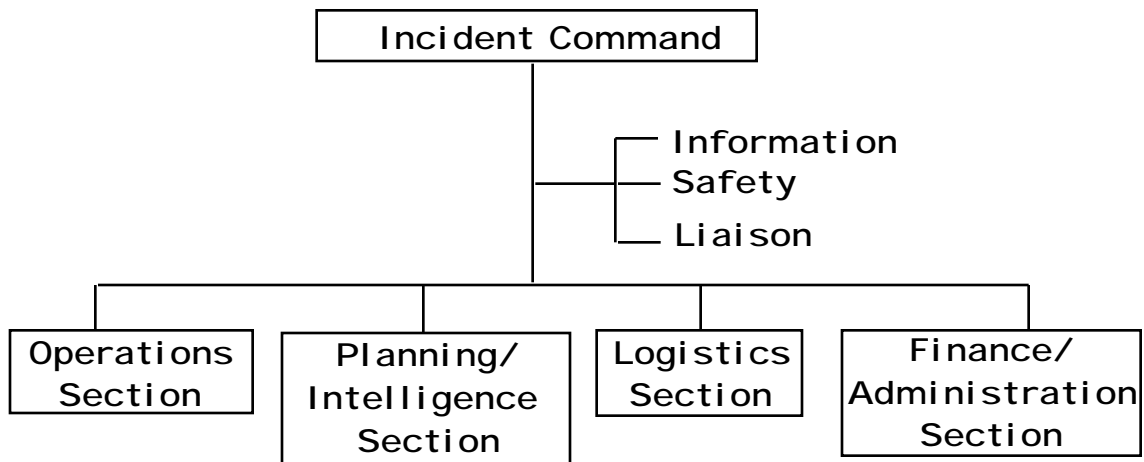 Incident Command
Information
Safety
Liaison
Operations
Section
Planning/
Intelligence
Section
Logistics
Section
Finance/
Administration
Section